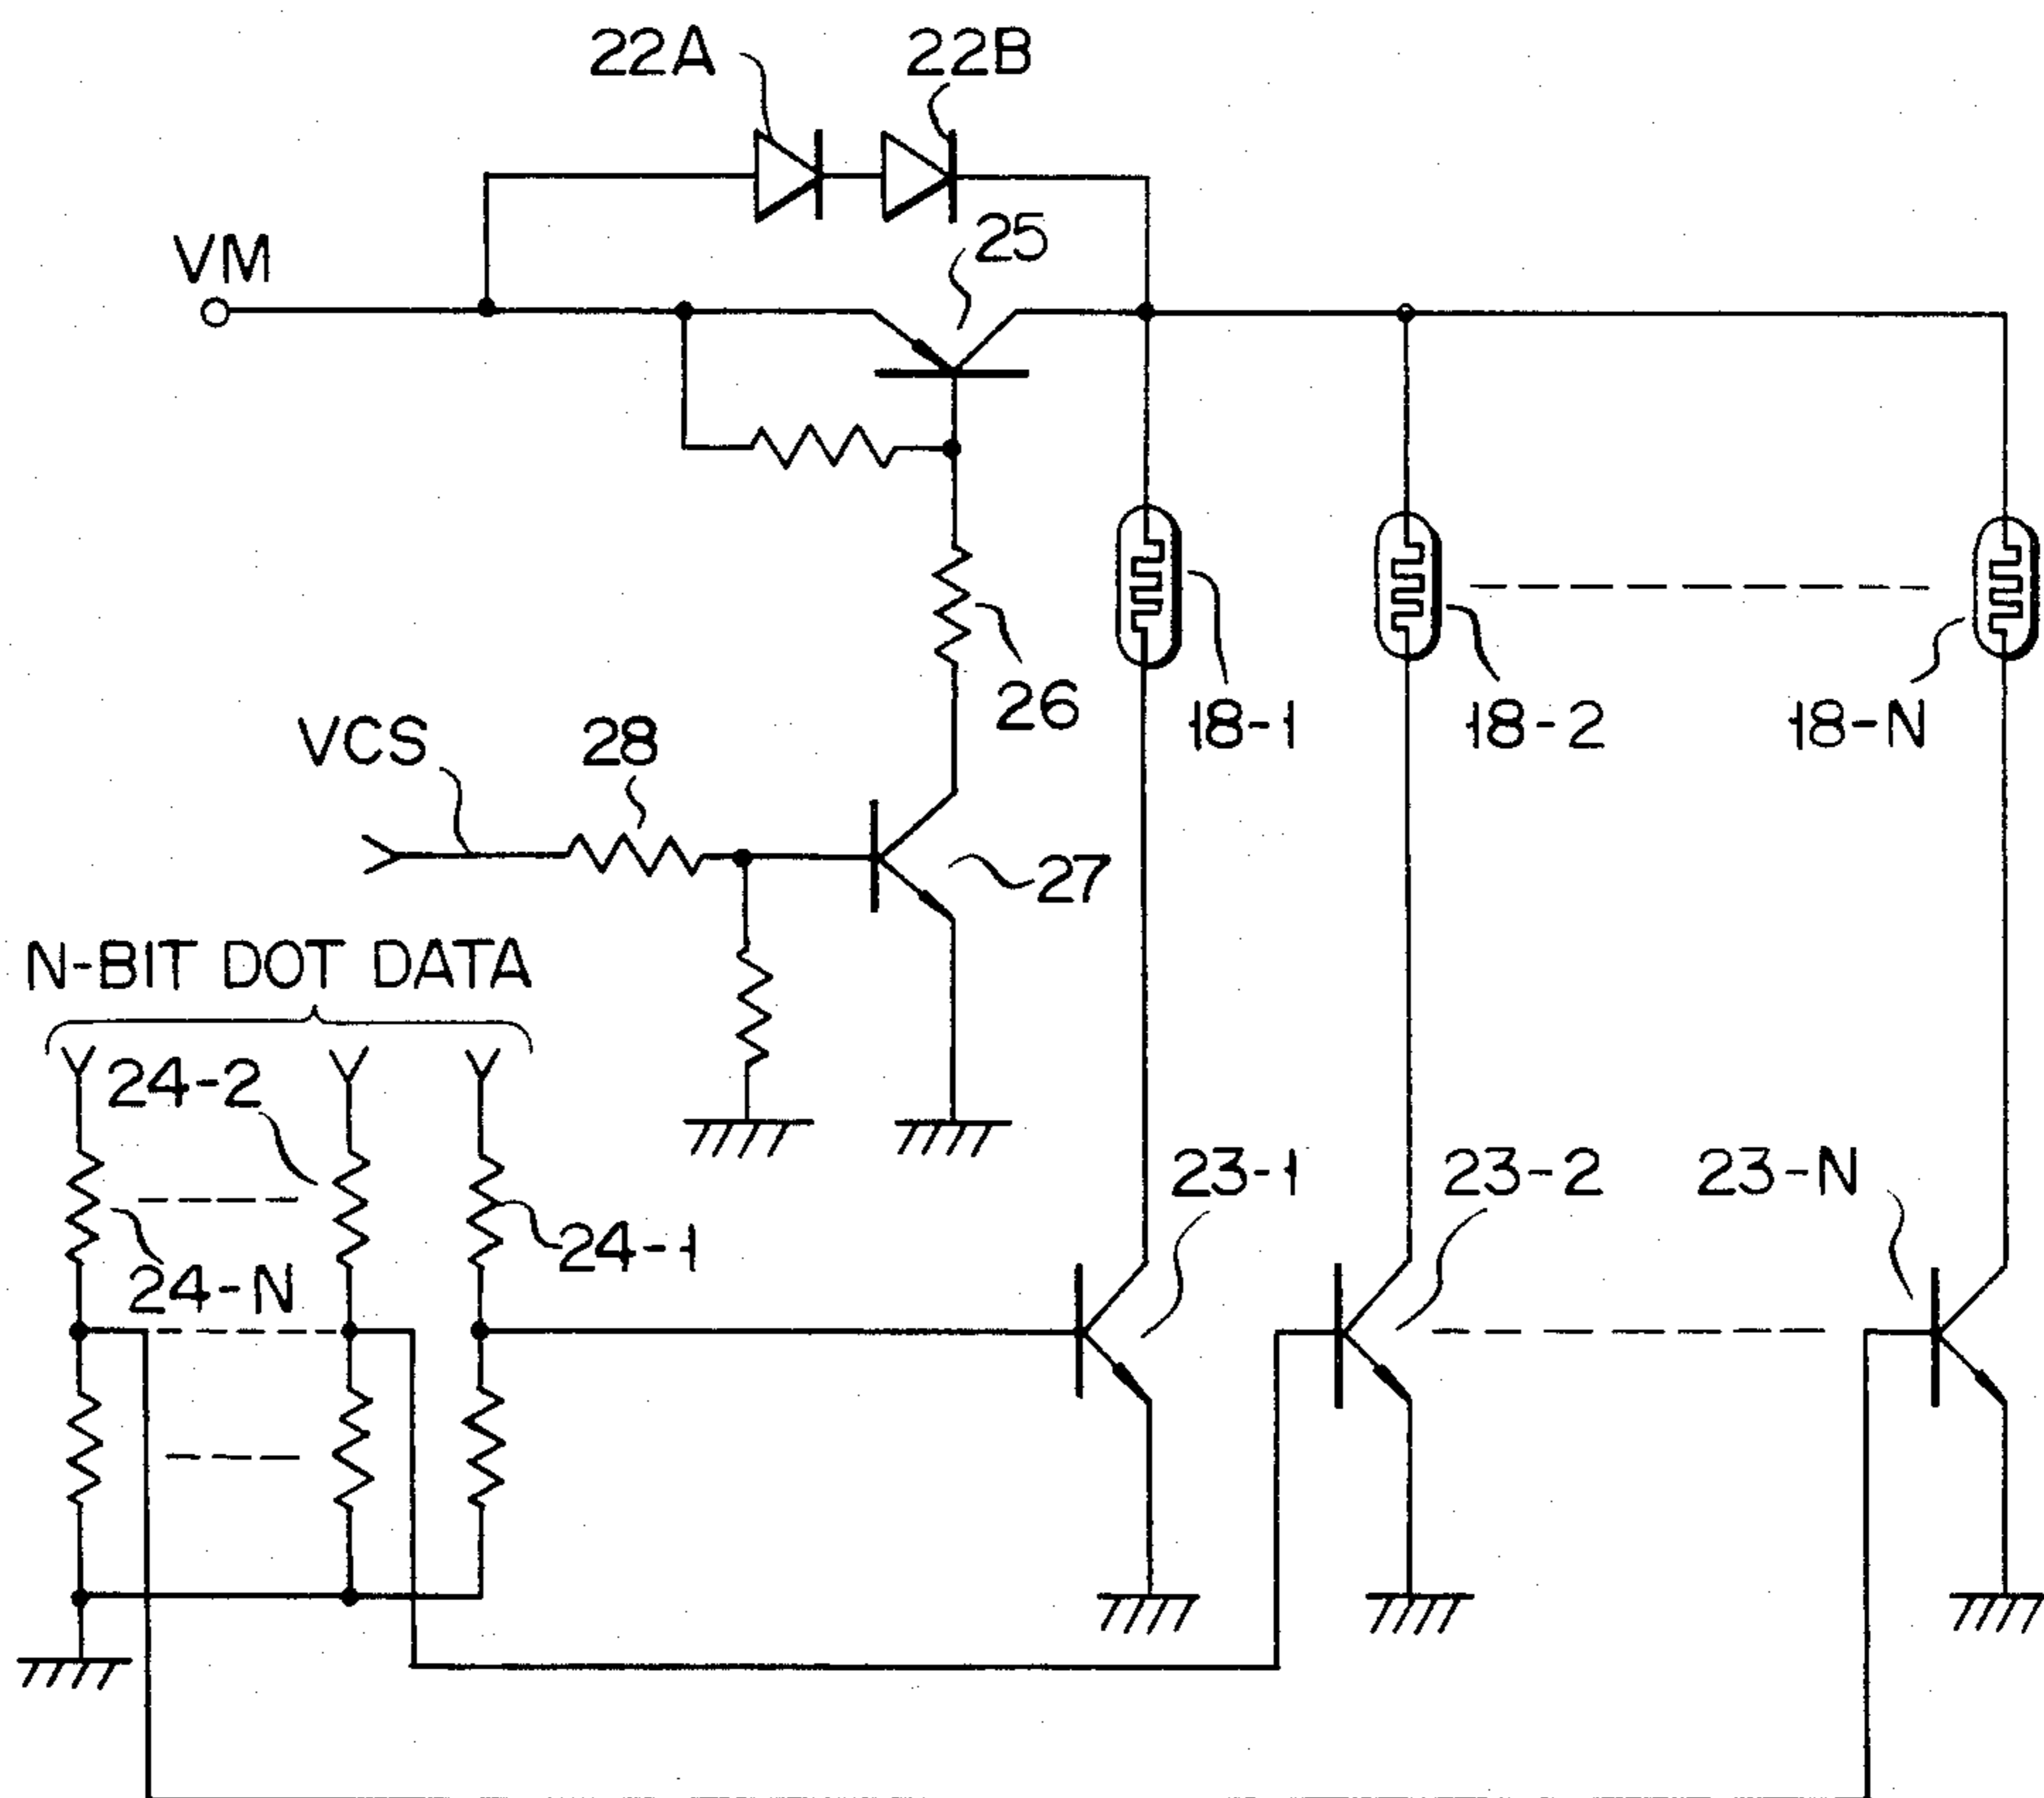 22A
22B
25
VM
26
18-1
18-2
18-N
VCS
28
27
N-BIT DOT DATA
24-2
23-1
23-2
23-N
24-1
24-N